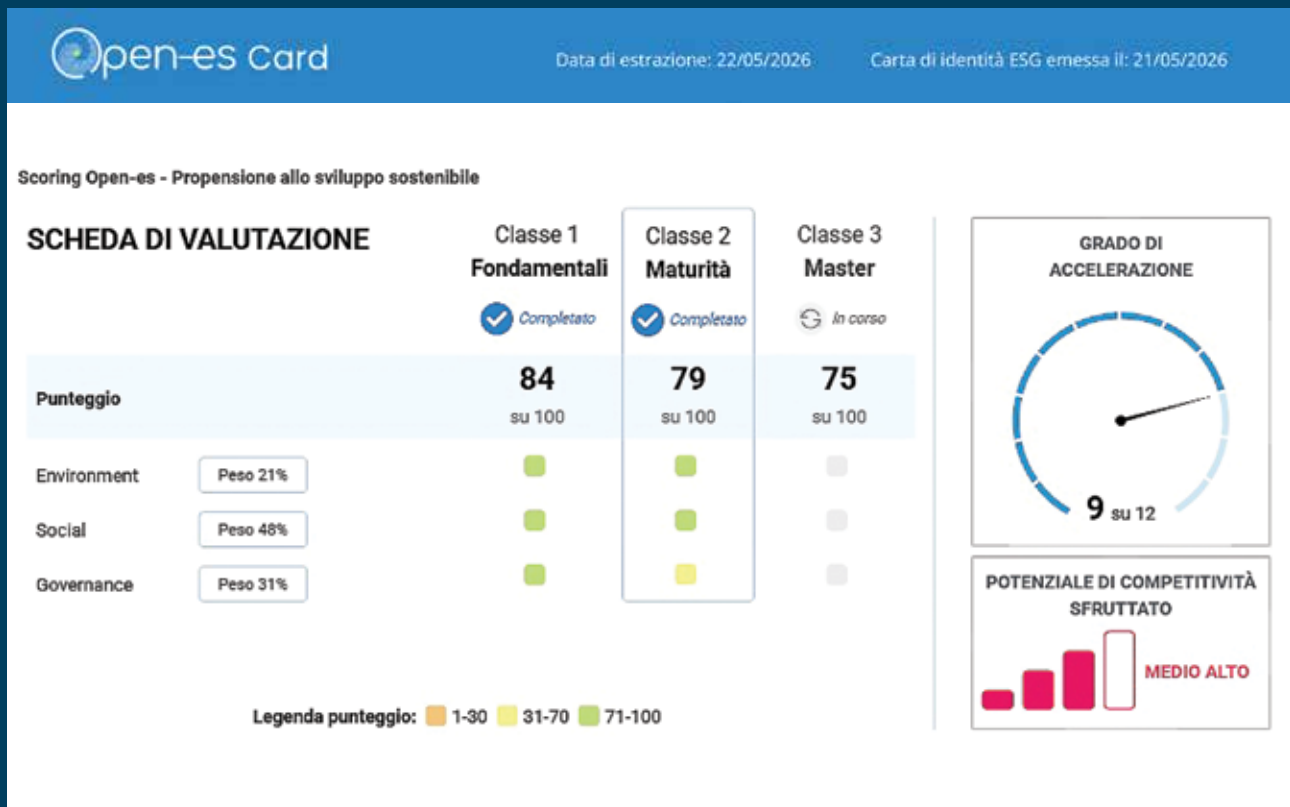 Open-es Card
Data di estrazione: 22/05/2026
Carta di identità ESG emessa il: 21/05/2026
Scoring Open-es - Propensione allo sviluppo sostenibile
SCHEDA DI VALUTAZIONE
Classe 1
Fondamentali
Completato
Classe 2
Maturità
Completato
Classe 3
Master
In corso
Punteggio
84
su 100
79
su 100
75
su 100
Environment
Peso 21%
Social
Peso 48%
Governance
Peso 31%
Legenda punteggio: 1-30 31-70 71-100
GRADO DI
ACCELERAZIONE
9 su 12
POTENZIALE DI COMPETITIVITÀ
SFRUTTATO
MEDIO ALTO